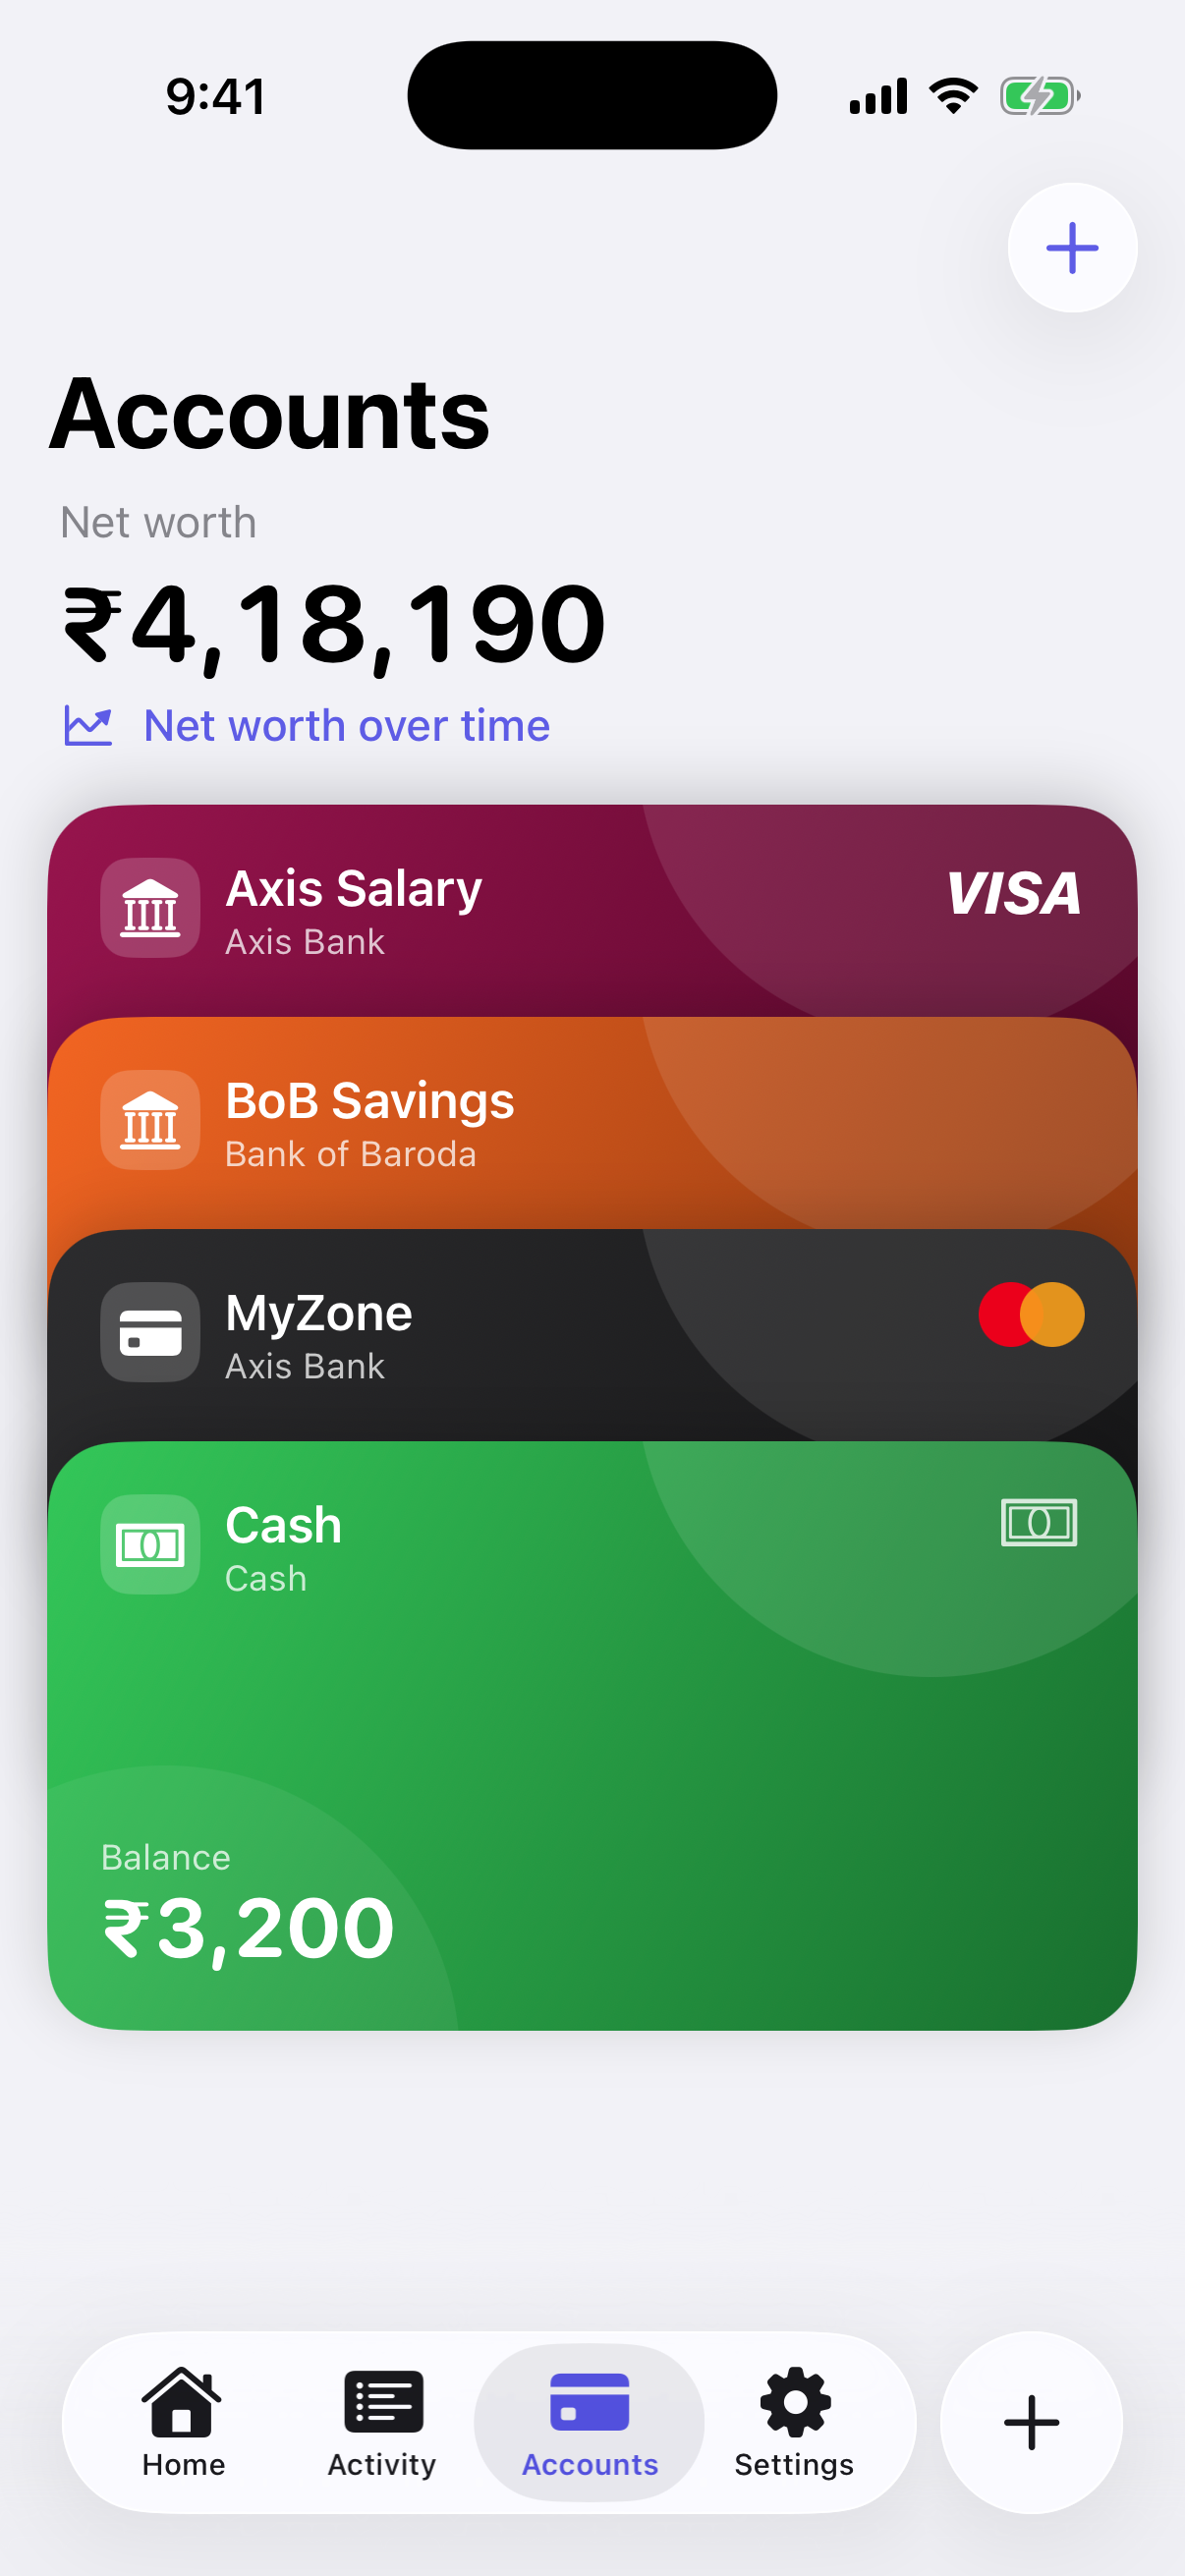 9:41
Accounts
Net worth
₹4,18,190
Net worth over time
Axis Salary
VISA
Axis Bank
BoB Savings
Bank of Baroda
MyZone
Axis Bank
Cash
Cash
Balance
₹3,200
Home
Activity
Accounts
Settings